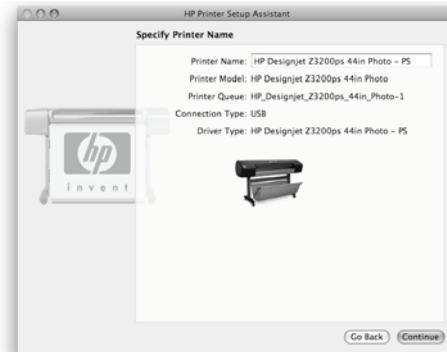 HP Printer Setup Assistant
Specify Printer Name
Printer Name: HP Designjet Z3200ps 44in Photo - PS
Printer Model: HP Designjet Z3200ps 44in Photo
Printer Queue: HP_Designjet_Z3200ps_44in_Photo-1
Connection Type: USB
Driver Type: HP Designjet Z3200ps 44in Photo - PS
hp
invent
Go Back Continue